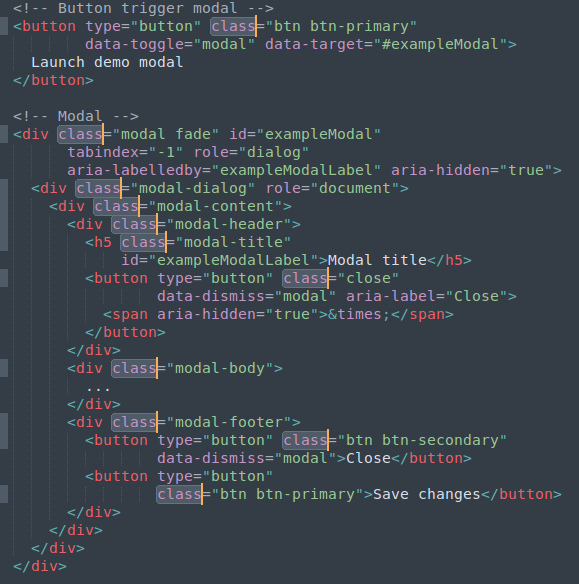 <!-- Button trigger modal -->
<button type="button" class="btn btn-primary"
        data-toggle="modal" data-target="#exampleModal">
  Launch demo modal
</button>

<!-- Modal -->
<div class="modal fade" id="exampleModal"
      tabindex="-1" role="dialog"
      aria-labelledby="exampleModalLabel" aria-hidden="true">
  <div class="modal-dialog" role="document">
    <div class="modal-content">
      <div class="modal-header">
        <h5 class="modal-title"
            id="exampleModalLabel">Modal title</h5>
        <button type="button" class="close"
                data-dismiss="modal" aria-label="Close">
          <span aria-hidden="true">&times;</span>
        </button>
      </div>
      <div class="modal-body">
        ...
      </div>
      <div class="modal-footer">
        <button type="button" class="btn btn-secondary"
                data-dismiss="modal">Close</button>
        <button type="button"
                class="btn btn-primary">Save changes</button>
      </div>
    </div>
  </div>
</div>